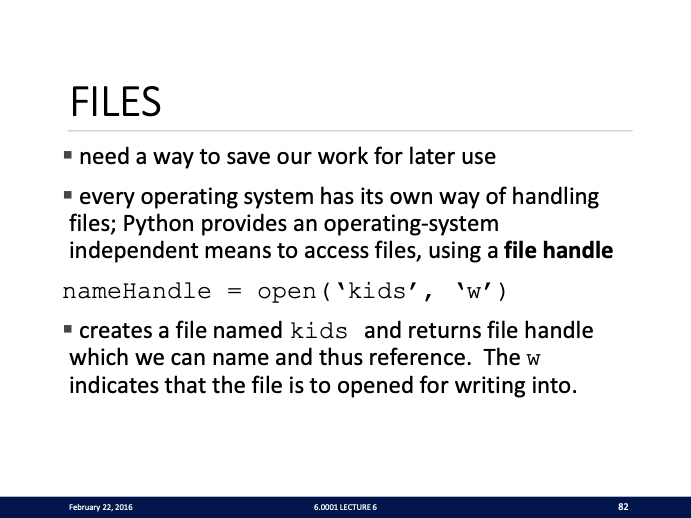 FILES
▪ need a way to save our work for later use
▪ every operating system has its own way of handling
files; Python provides an operating-system
independent means to access files, using a file handle
nameHandle = open(‘kids’, ‘w’)
▪ creates a file named kids and returns file handle
which we can name and thus reference. The w
indicates that the file is to opened for writing into.
February 22, 2016 6.0001 LECTURE 6 82